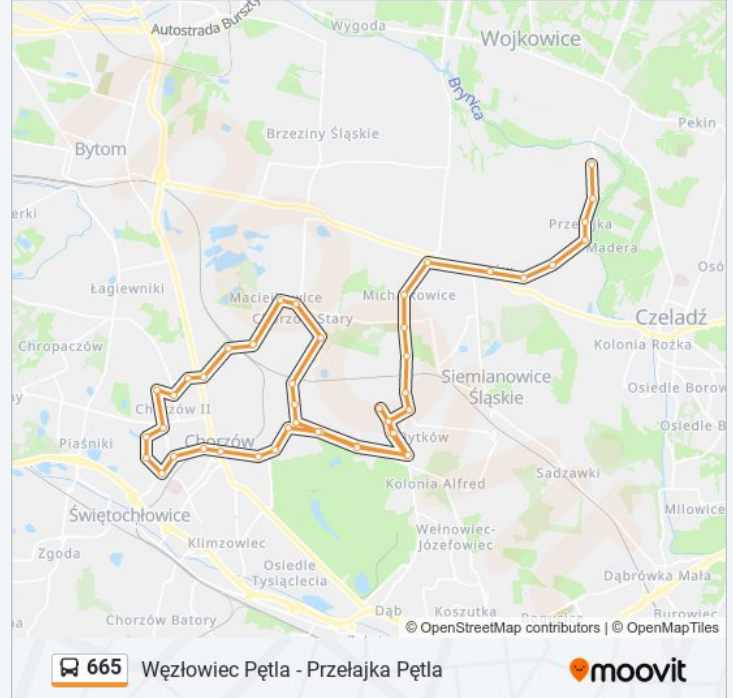 Autostrada Burszty
Wygoda
Wojkowice
Brynica
Pekin
Brzeziny Śląskie
Bytom
erki
Przełajka
Madera
Osó
Łagiewniki
Maciejkowice
Michałkowice
Chorzów Stary
Czeladź
Chropaczów
Kolonia Rożka
Siemianowice
Śląskie
Osiedle Borow
Chorzów II
Osiedle B
Piaśniki
Chorzów
Bytków
Sadzawki
Kolonia Alfred
Milowice
Świętochłowice
Wełnowiec-
Józefowiec
Klimzowiec
Zgoda
Osiedle
Tysiąclecia
Dąbrówka Mała
Dąb
Koszutka
Burowiec
Chorzów Batory
© OpenStreetMap contributors | © OpenMapTiles
665 Węzłowiec Pętla - Przełajka Pętla
moovit